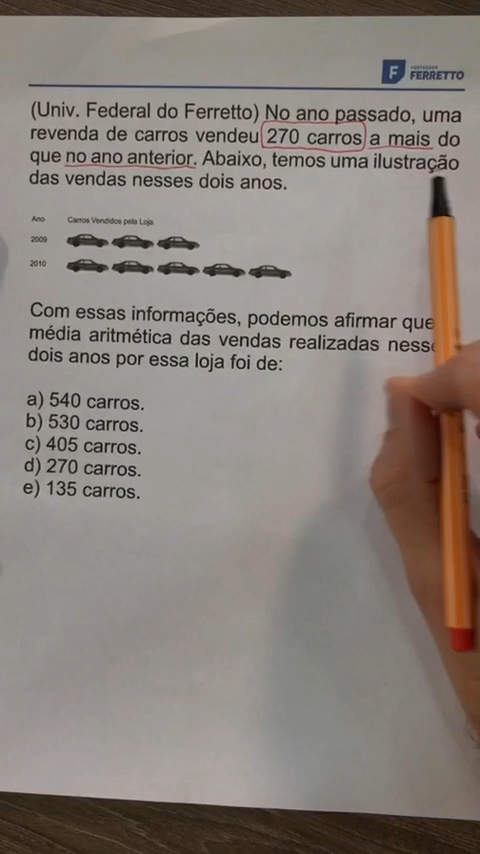 PROFESSOR
FERRETTO
(Univ. Federal do Ferretto) No ano passado, uma
revenda de carros vendeu 270 carros a mais do
que no ano anterior. Abaixo, temos uma ilustração
das vendas nesses dois anos.
Ano Carros Vendidos pela Loja
2009
2010
Com essas informações, podemos afirmar que
média aritmética das vendas realizadas nesse
dois anos por essa loja foi de:
a) 540 carros.
b) 530 carros.
c) 405 carros.
d) 270 carros.
e) 135 carros.